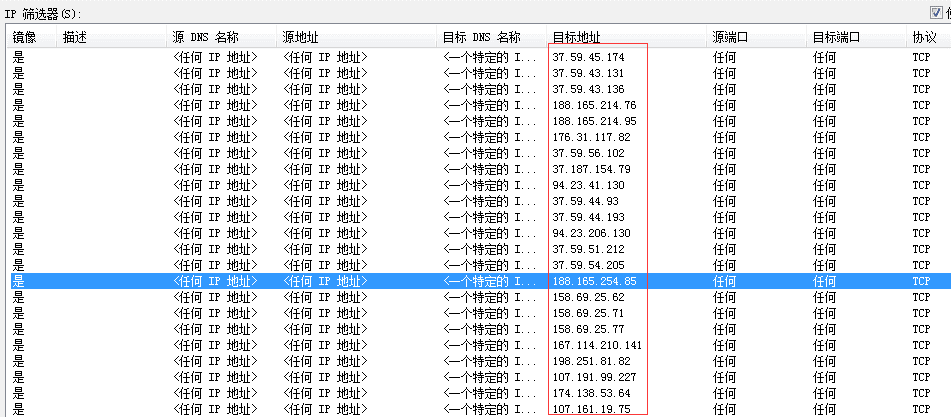 IP 筛选器(S):
镜像 描述 源 DNS 名称 源地址 目标 DNS 名称 目标地址 源端口 目标端口 协议
是 <任何 IP 地址> <任何 IP 地址> <一个特定的 I... 37.59.45.174 任何 任何 TCP
是 <任何 IP 地址> <任何 IP 地址> <一个特定的 I... 37.59.43.131 任何 任何 TCP
是 <任何 IP 地址> <任何 IP 地址> <一个特定的 I... 37.59.43.136 任何 任何 TCP
是 <任何 IP 地址> <任何 IP 地址> <一个特定的 I... 188.165.214.76 任何 任何 TCP
是 <任何 IP 地址> <任何 IP 地址> <一个特定的 I... 188.165.214.95 任何 任何 TCP
是 <任何 IP 地址> <任何 IP 地址> <一个特定的 I... 176.31.117.82 任何 任何 TCP
是 <任何 IP 地址> <任何 IP 地址> <一个特定的 I... 37.59.56.102 任何 任何 TCP
是 <任何 IP 地址> <任何 IP 地址> <一个特定的 I... 37.187.154.79 任何 任何 TCP
是 <任何 IP 地址> <任何 IP 地址> <一个特定的 I... 94.23.41.130 任何 任何 TCP
是 <任何 IP 地址> <任何 IP 地址> <一个特定的 I... 37.59.44.93 任何 任何 TCP
是 <任何 IP 地址> <任何 IP 地址> <一个特定的 I... 37.59.44.193 任何 任何 TCP
是 <任何 IP 地址> <任何 IP 地址> <一个特定的 I... 94.23.206.130 任何 任何 TCP
是 <任何 IP 地址> <任何 IP 地址> <一个特定的 I... 37.59.51.212 任何 任何 TCP
是 <任何 IP 地址> <任何 IP 地址> <一个特定的 I... 37.59.54.205 任何 任何 TCP
是 <任何 IP 地址> <任何 IP 地址> <一个特定的 I... 188.165.254.85 任何 任何 TCP
是 <任何 IP 地址> <任何 IP 地址> <一个特定的 I... 158.69.25.62 任何 任何 TCP
是 <任何 IP 地址> <任何 IP 地址> <一个特定的 I... 158.69.25.71 任何 任何 TCP
是 <任何 IP 地址> <任何 IP 地址> <一个特定的 I... 158.69.25.77 任何 任何 TCP
是 <任何 IP 地址> <任何 IP 地址> <一个特定的 I... 167.114.210.141 任何 任何 TCP
是 <任何 IP 地址> <任何 IP 地址> <一个特定的 I... 198.251.81.82 任何 任何 TCP
是 <任何 IP 地址> <任何 IP 地址> <一个特定的 I... 107.191.99.227 任何 任何 TCP
是 <任何 IP 地址> <任何 IP 地址> <一个特定的 I... 174.138.53.64 任何 任何 TCP
是 <任何 IP 地址> <任何 IP 地址> <一个特定的 I... 107.161.19.75 任何 任何 TCP